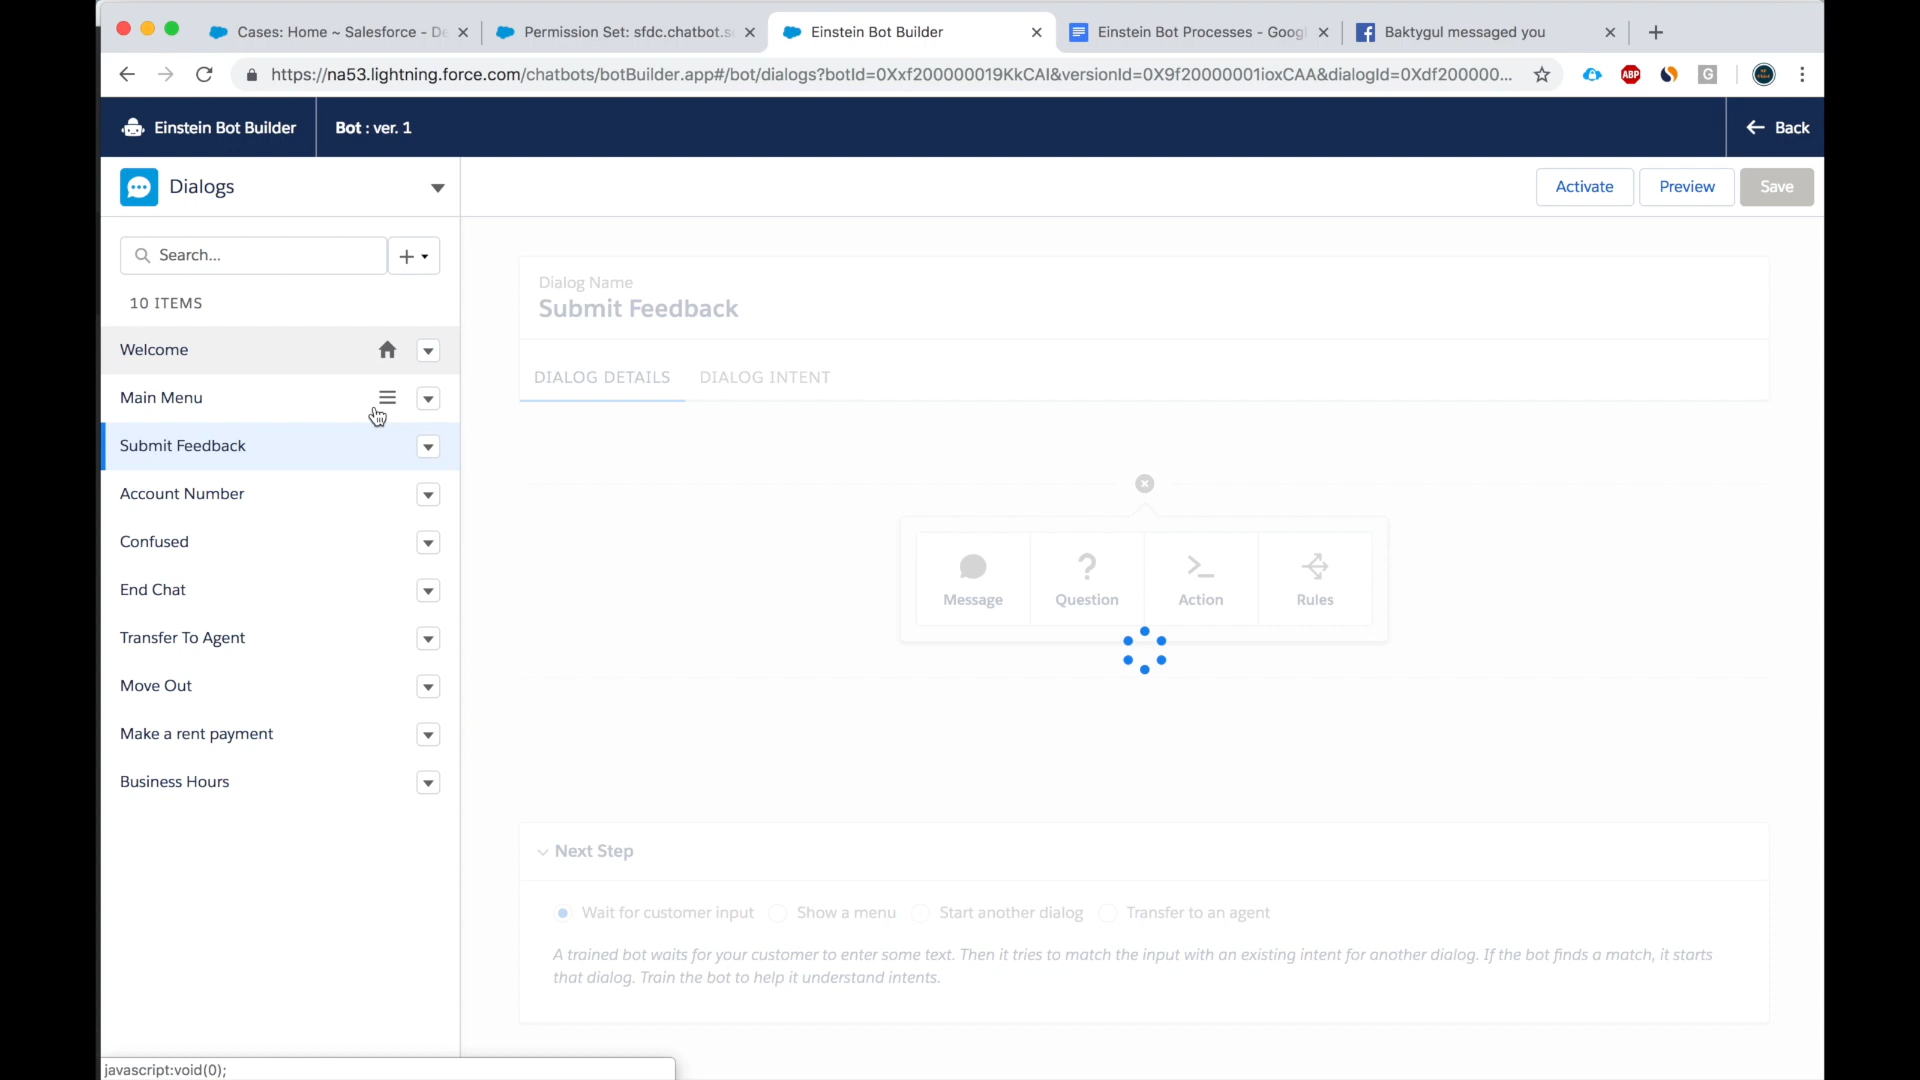 Cases: Home ~ Salesforce - De
Permission Set: sfdc.chatbot.se
Einstein Bot Builder
Einstein Bot Processes - Googl
Baktygul messaged you
https://na53.lightning.force.com/chatbots/botBuilder.app#/bot/dialogs?botId=0Xxf200000019KkCAI&versionId=0X9f20000001ioxCAA&dialogId=0Xdf200000...
ABP
G
Einstein Bot Builder
Bot : ver. 1
Back
Dialogs
Activate
Preview
Save
Search...
10 ITEMS
Welcome
Main Menu
Submit Feedback
Account Number
Confused
End Chat
Transfer To Agent
Move Out
Make a rent payment
Business Hours
Dialog Name
Submit Feedback
DIALOG DETAILS
DIALOG INTENT
Message
Question
Action
Rules
Next Step
Wait for customer input
Show a menu
Start another dialog
Transfer to an agent
A trained bot waits for your customer to enter some text. Then it tries to match the input with an existing intent for another dialog. If the bot finds a match, it starts
that dialog. Train the bot to help it understand intents.
javascript:void(0);